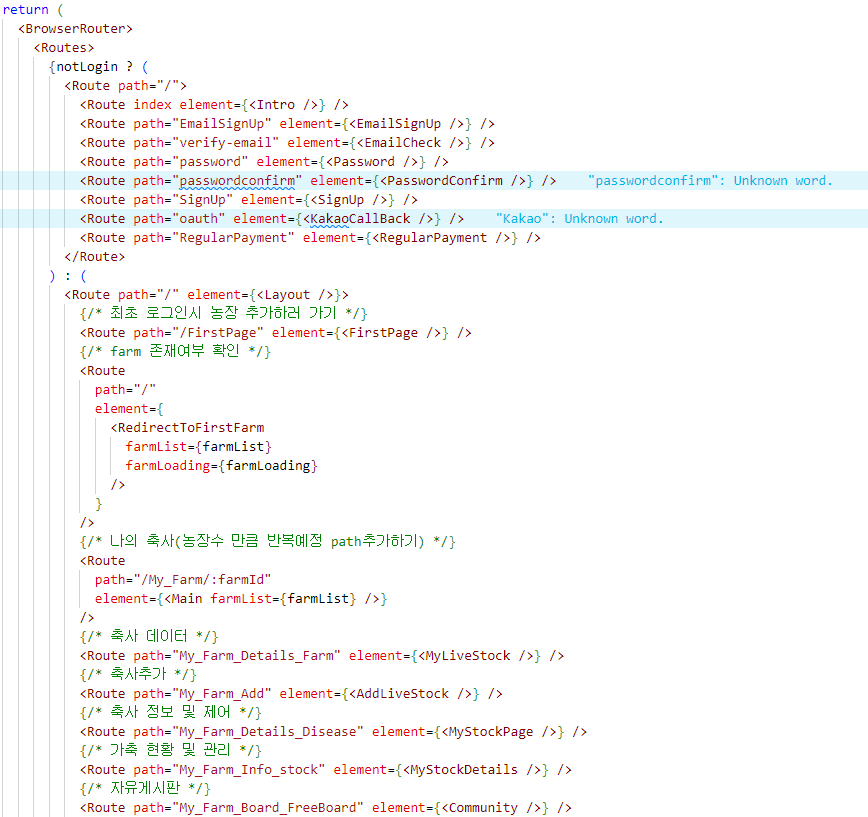 return (
<BrowserRouter>
<Routes>
{notLogin ? (
<Route path="/">
<Route index element={<Intro />} />
<Route path="EmailSignUp" element={<EmailSignUp />} />
<Route path="verify-email" element={<EmailCheck />} />
<Route path="password" element={<Password />} />
<Route path="passwordconfirm" element={<PasswordConfirm />} /> "passwordconfirm": Unknown word.
<Route path="SignUp" element={<SignUp />} />
<Route path="oauth" element={<KakaoCallBack />} /> "Kakao": Unknown word.
<Route path="RegularPayment" element={<RegularPayment />} />
</Route>
) : (
<Route path="/" element={<Layout />}>
{/* 최초 로그인시 농장 추가하러 가기 */}
<Route path="/FirstPage" element={<FirstPage />} />
{/* farm 존재여부 확인 */}
<Route
path="/"
element={
<RedirectToFirstFarm
farmList={farmList}
farmLoading={farmLoading}
/>
}
/>
{/* 나의 축사(농장수 만큼 반복예정 path추가하기) */}
<Route
path="/My_Farm/:farmId"
element={<Main farmList={farmList} />}
/>
{/* 축사 데이터 */}
<Route path="My_Farm_Details_Farm" element={<MyLiveStock />} />
{/* 축사추가 */}
<Route path="My_Farm_Add" element={<AddLiveStock />} />
{/* 축사 정보 및 제어 */}
<Route path="My_Farm_Details_Disease" element={<MyStockPage />} />
{/* 가축 현황 및 관리 */}
<Route path="My_Farm_Info_stock" element={<MyStockDetails />} />
{/* 자유게시판 */}
<Route path="My_Farm_Board_FreeBoard" element={<Community />} />